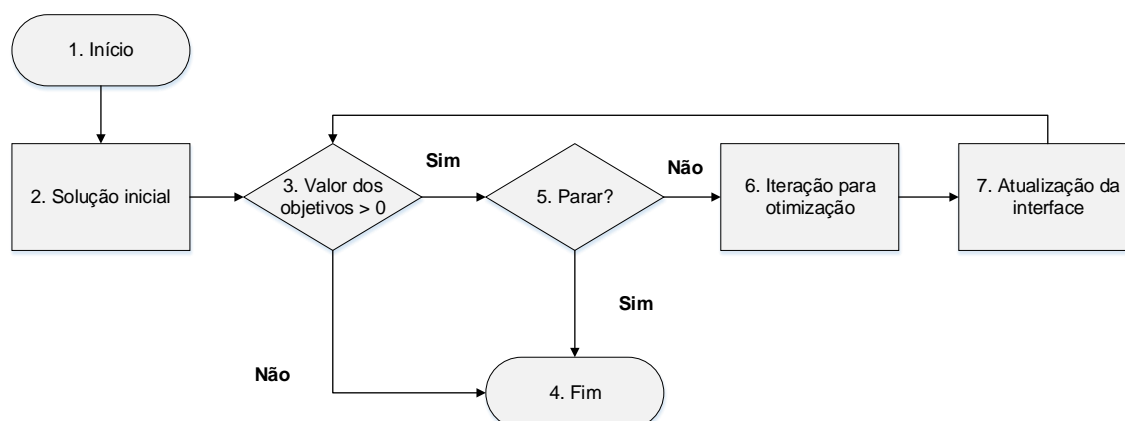 1. Início
2. Solução inicial
3. Valor dos
objetivos > 0
Sim
5. Parar?
Não
6. Iteração para
otimização
7. Atualização da
interface
Sim
Não
4. Fim